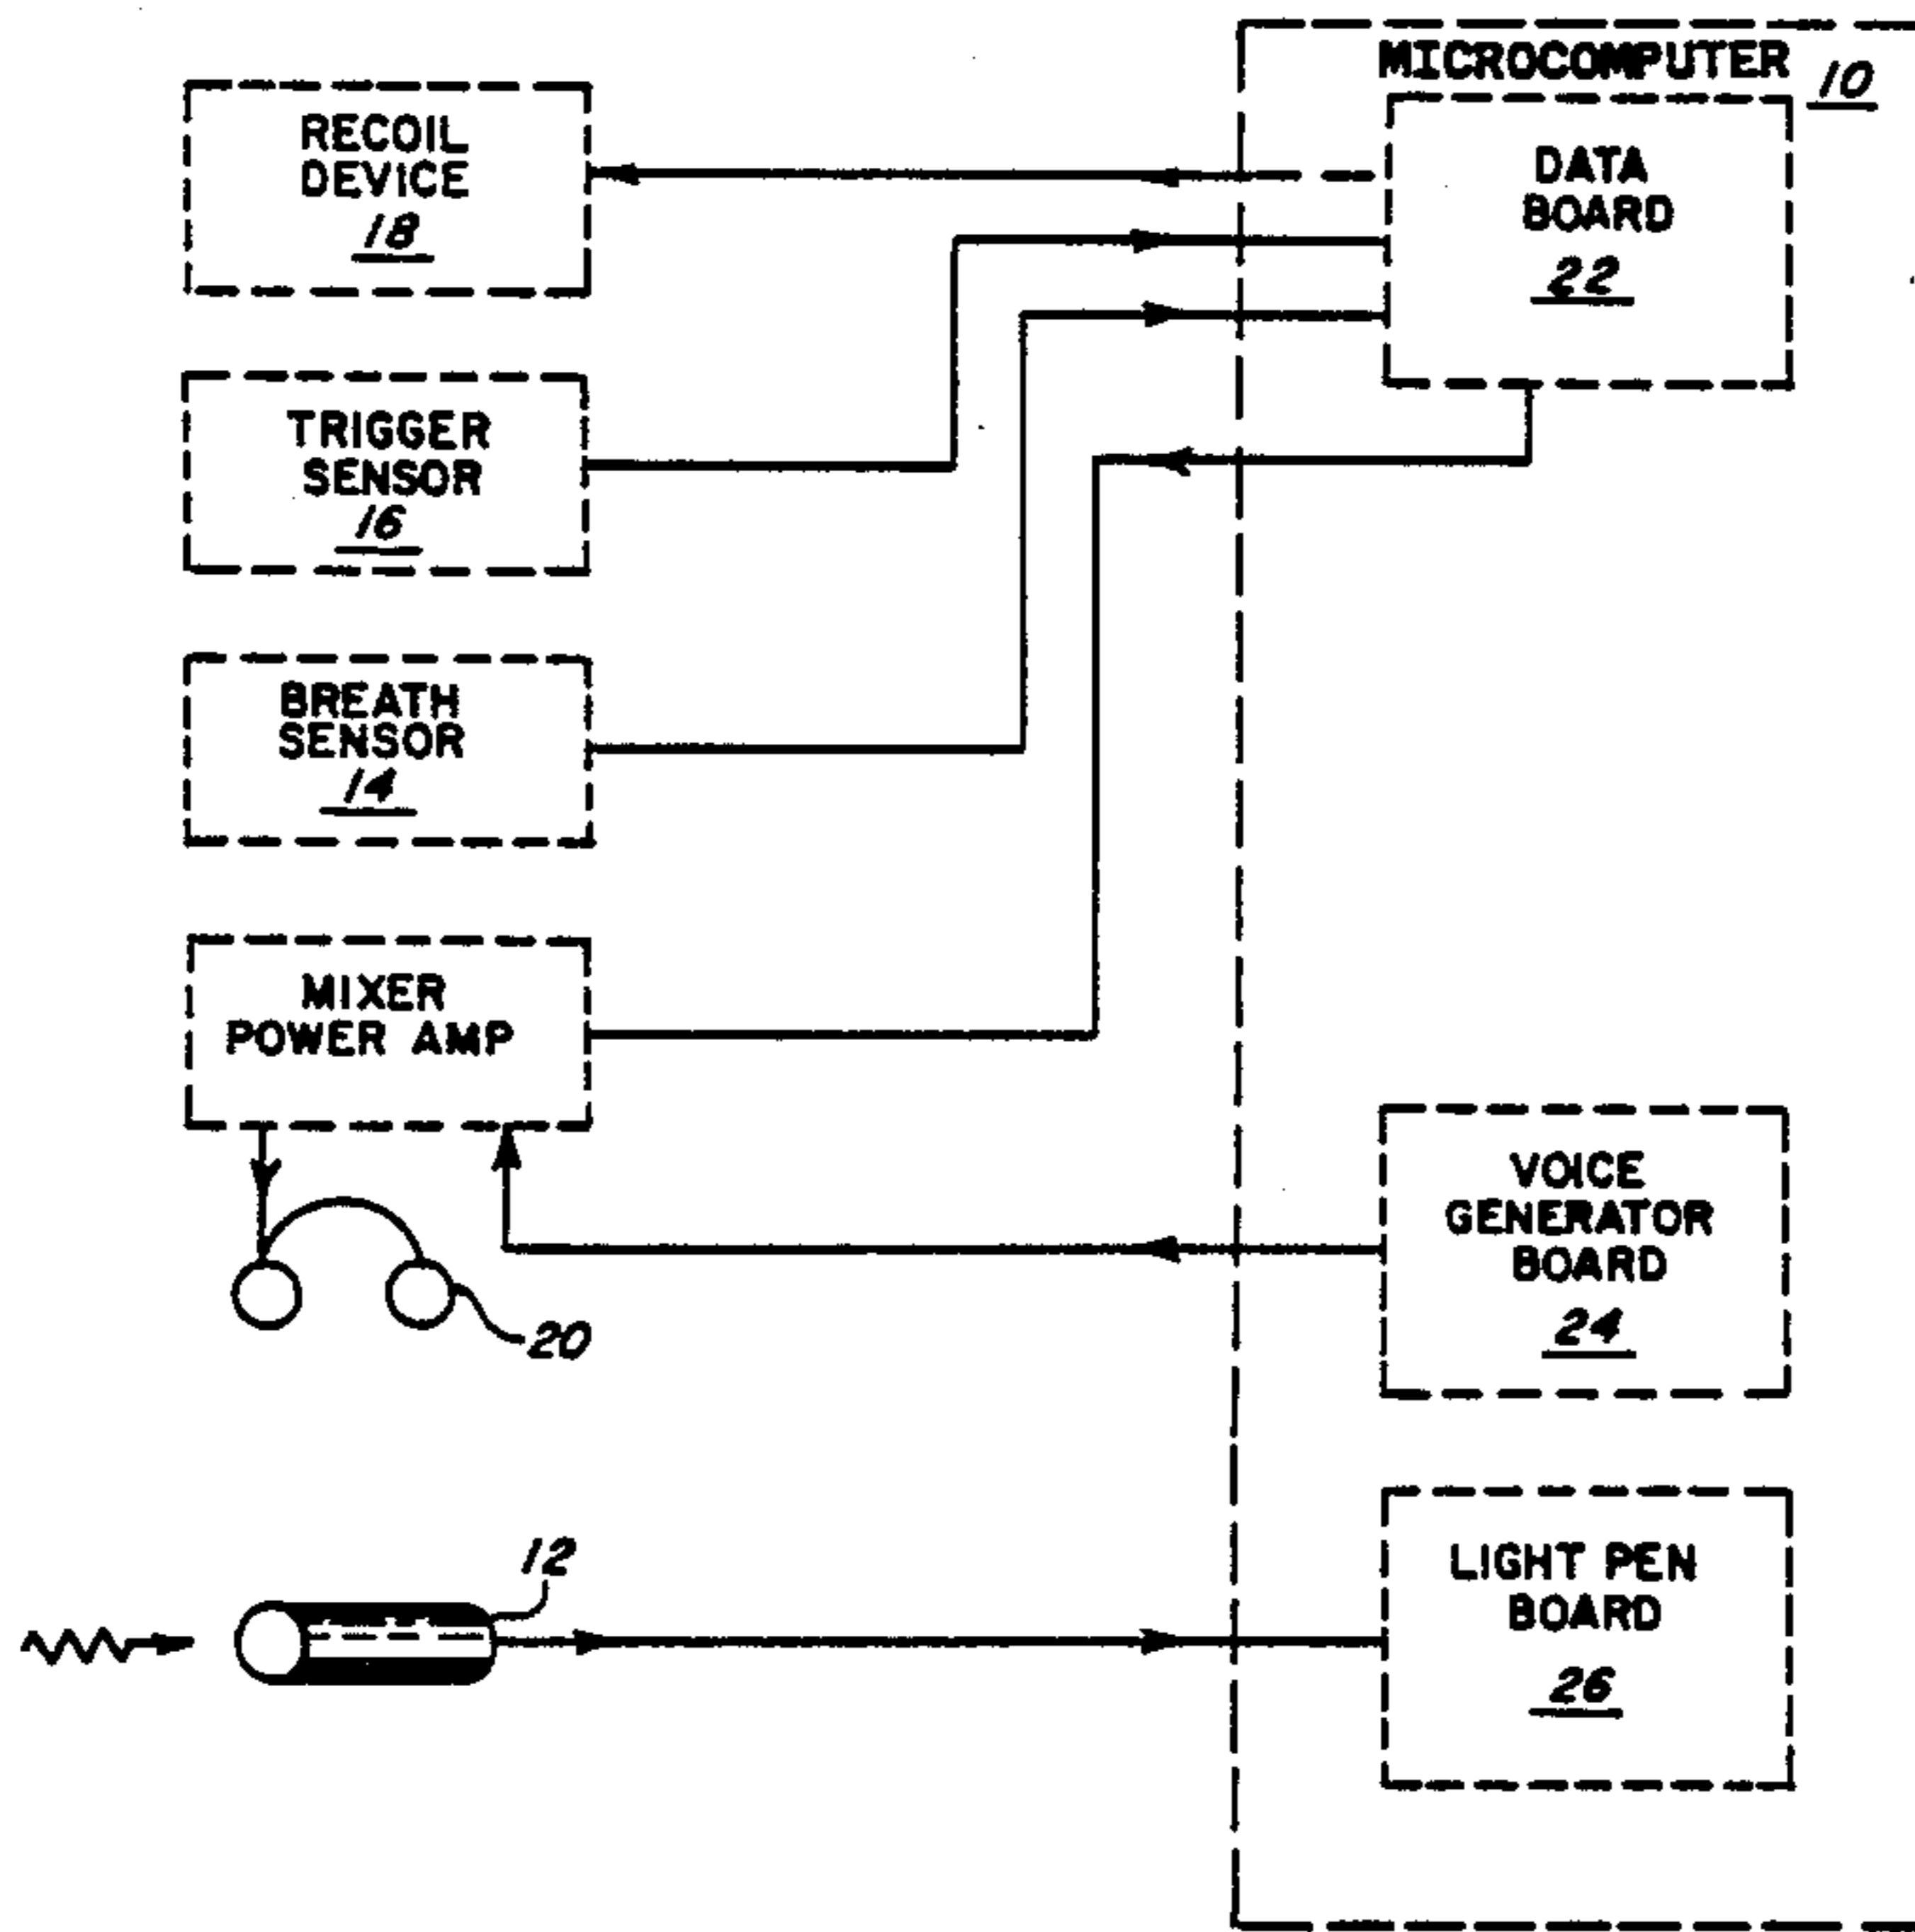 MICROCOMPUTER
10
RECOIL
DEVICE
18
DATA
BOARD
22
TRIGGER
SENSOR
16
BREATH
SENSOR
14
MIXER
POWER AMP
20
VOICE
GENERATOR
BOARD
24
12
LIGHT PEN
BOARD
26